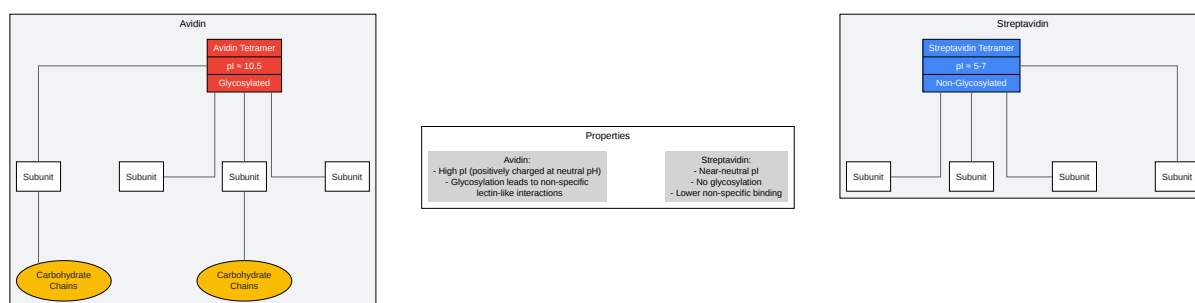 Avidin
Avidin Tetramer
pI ≈ 10.5
Glycosylated
Subunit
Subunit
Subunit
Subunit
Carbohydrate
Chains
Carbohydrate
Chains
Properties
Avidin:
- High pI (positively charged at neutral pH)
- Glycosylation leads to non-specific
lectin-like interactions
Streptavidin:
- Near-neutral pI
- No glycosylation
- Lower non-specific binding
Streptavidin
Streptavidin Tetramer
pI ≈ 5-7
Non-Glycosylated
Subunit
Subunit
Subunit
Subunit